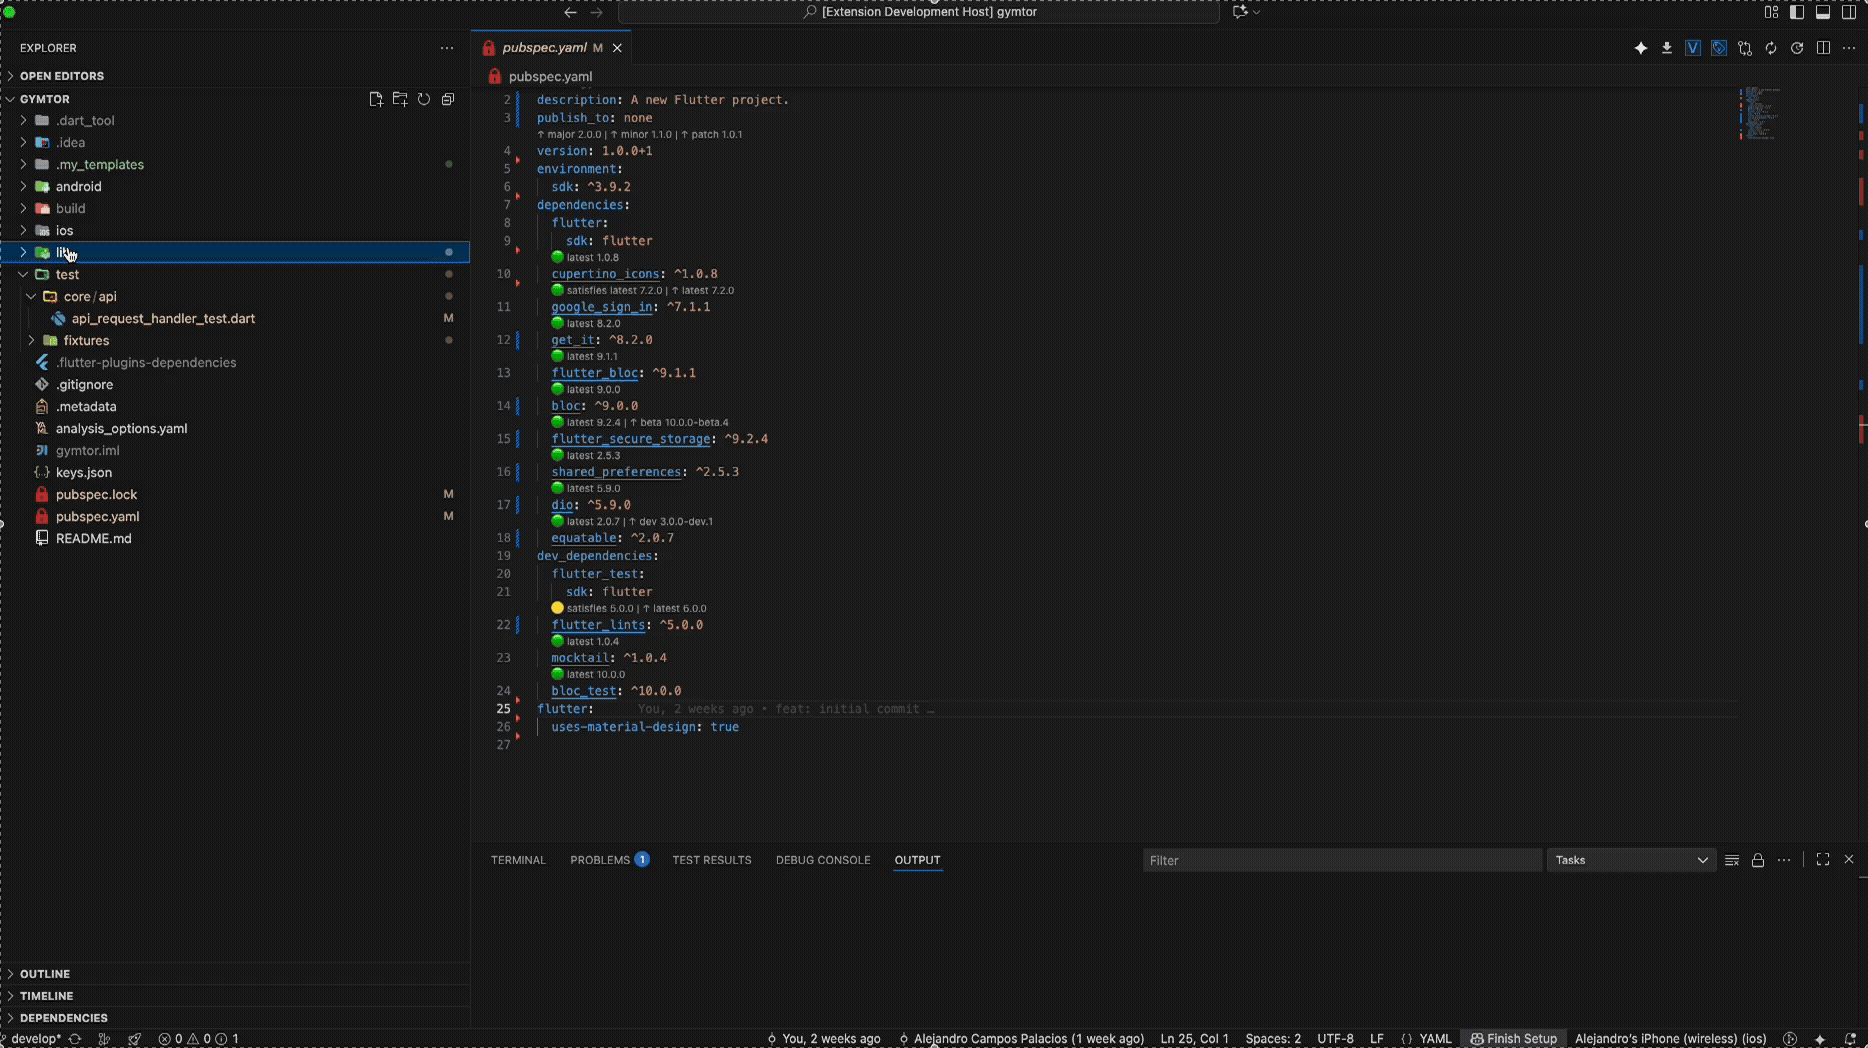 [Extension Development Host] gymtor
EXPLORER
OPEN EDITORS
GYMTOR
.dart_tool
.idea
.my_templates
android
build
ios
test
core / api
api_request_handler_test.dart M
fixtures
.flutter-plugins-dependencies
.gitignore
.metadata
analysis_options.yaml
gymtor.iml
keys.json
pubspec.lock M
pubspec.yaml M
README.md
OUTLINE
TIMELINE
DEPENDENCIES
pubspec.yaml M
pubspec.yaml
2 description: A new Flutter project.
3 publish_to: none
↑ major 2.0.0 | ↑ minor 1.1.0 | ↑ patch 1.0.1
4 version: 1.0.0+1
5 environment:
6 sdk: ^3.9.2
7 dependencies:
8 flutter:
9 sdk: flutter
latest 1.0.8
10 cupertino_icons: ^1.0.8
satisfies latest 7.2.0 | ↑ latest 7.2.0
11 google_sign_in: ^7.1.1
latest 8.2.0
12 get_it: ^8.2.0
latest 9.1.1
13 flutter_bloc: ^9.1.1
latest 9.0.0
14 bloc: ^9.0.0
latest 9.2.4 | ↑ beta 10.0.0-beta.4
15 flutter_secure_storage: ^9.2.4
latest 2.5.3
16 shared_preferences: ^2.5.3
latest 5.9.0
17 dio: ^5.9.0
latest 2.0.7 | ↑ dev 3.0.0-dev.1
18 equatable: ^2.0.7
19 dev_dependencies:
20 flutter_test:
21 sdk: flutter
satisfies 5.0.0 | ↑ latest 6.0.0
22 flutter_lints: ^5.0.0
latest 1.0.4
23 mocktail: ^1.0.4
latest 10.0.0
24 bloc_test: ^10.0.0
25 flutter: You, 2 weeks ago • feat: initial commit …
26 uses-material-design: true
27
TERMINAL PROBLEMS 1 TEST RESULTS DEBUG CONSOLE OUTPUT Filter Tasks
develop* 0 0 1 You, 2 weeks ago Alejandro Campos Palacios (1 week ago) Ln 25, Col 1 Spaces: 2 UTF-8 LF {} YAML Finish Setup Alejandro's iPhone (wireless) (ios)